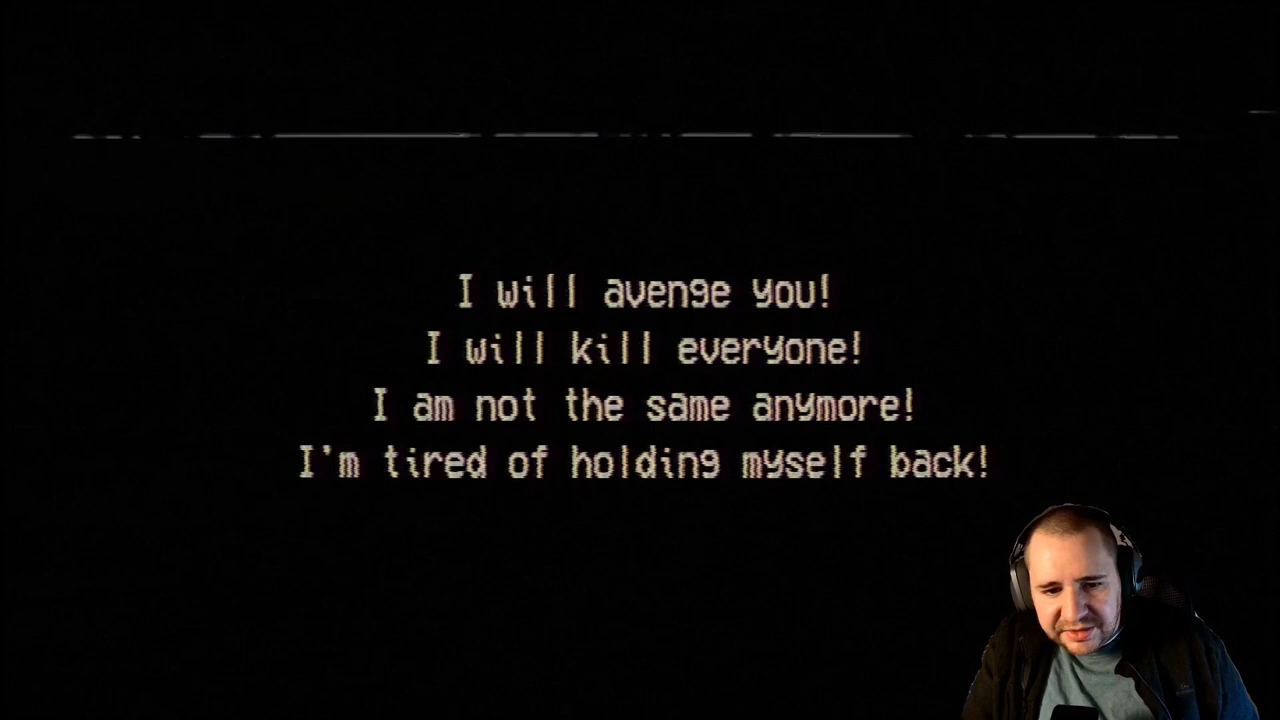 I will avenge you!
I will kill everyone!
I am not the same anymore!
I'm tired of holding myself back!